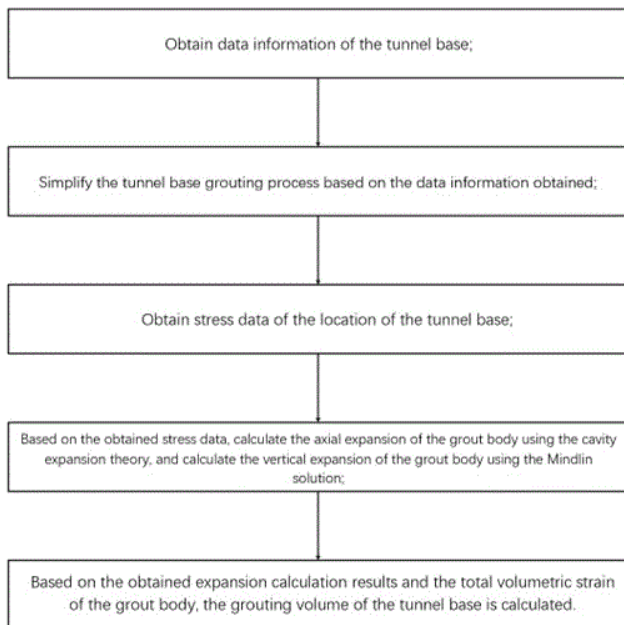 Obtain data information of the tunnel base;
Simplify the tunnel base grouting process based on the data information obtained;
Obtain stress data of the location of the tunnel base;
Based on the obtained stress data, calculate the axial expansion of the grout body using the cavity
expansion theory, and calculate the vertical expansion of the grout body using the Mindlin
solution;
Based on the obtained expansion calculation results and the total volumetric strain
of the grout body, the grouting volume of the tunnel base is calculated.